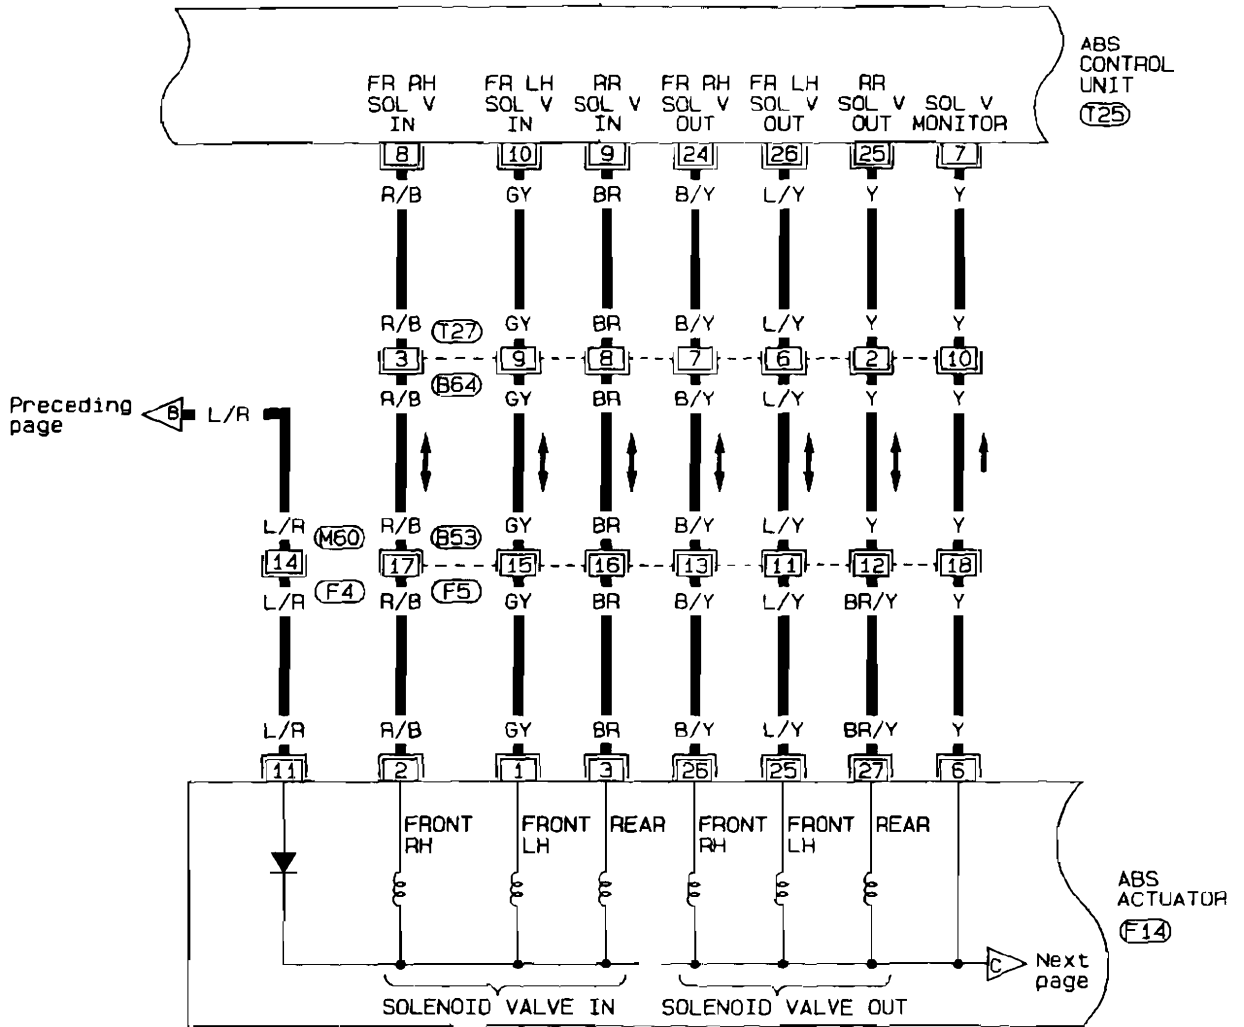 ABS
CONTROL
UNIT
T25
FR RH FR LH RR FR RH FR LH RR
SOL V SOL V SOL V SOL V SOL V SOL V SOL V
IN IN IN OUT OUT OUT MONITOR
8 10 9 24 26 25 7
R/B GY BR B/Y L/Y Y Y
R/B T27 GY BR B/Y L/Y Y Y
3 9 8 7 6 2 10
B64
R/B GY BR B/Y L/Y Y Y
Preceding
page
B L/R
L/R M60 R/B B53 GY BR B/Y L/Y Y Y
14 17 15 16 13 11 12 18
F4 F5
L/R R/B GY BR B/Y L/Y BR/Y Y
L/R R/B GY BR B/Y L/Y BR/Y Y
11 2 1 3 26 25 27 6
FRONT FRONT REAR FRONT FRONT REAR
RH LH RH LH
ABS
ACTUATOR
F14
C Next
page
SOLENOID VALVE IN SOLENOID VALVE OUT